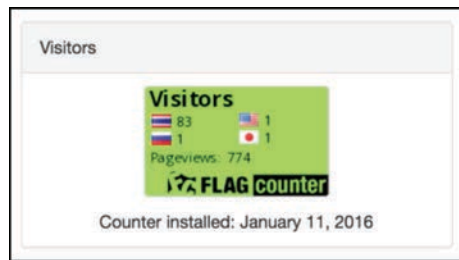 Visitors
Visitors
83 1
1 1
Pageviews: 774
FLAG counter
Counter installed: January 11, 2016